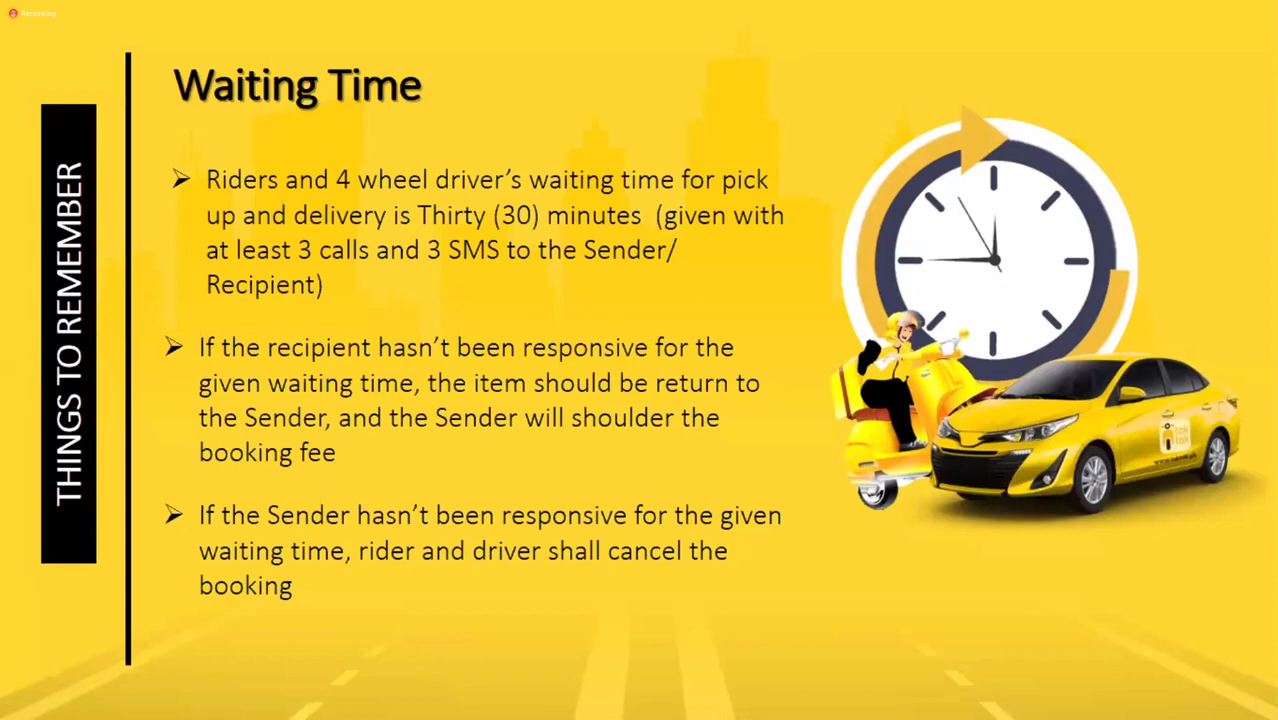 Recording
Waiting Time
THINGS TO REMEMBER
Riders and 4 wheel driver’s waiting time for pick
up and delivery is Thirty (30) minutes (given with
at least 3 calls and 3 SMS to the Sender/
Recipient)
If the recipient hasn’t been responsive for the
given waiting time, the item should be return to
the Sender, and the Sender will shoulder the
booking fee
If the Sender hasn’t been responsive for the given
waiting time, rider and driver shall cancel the
booking
tok
tok